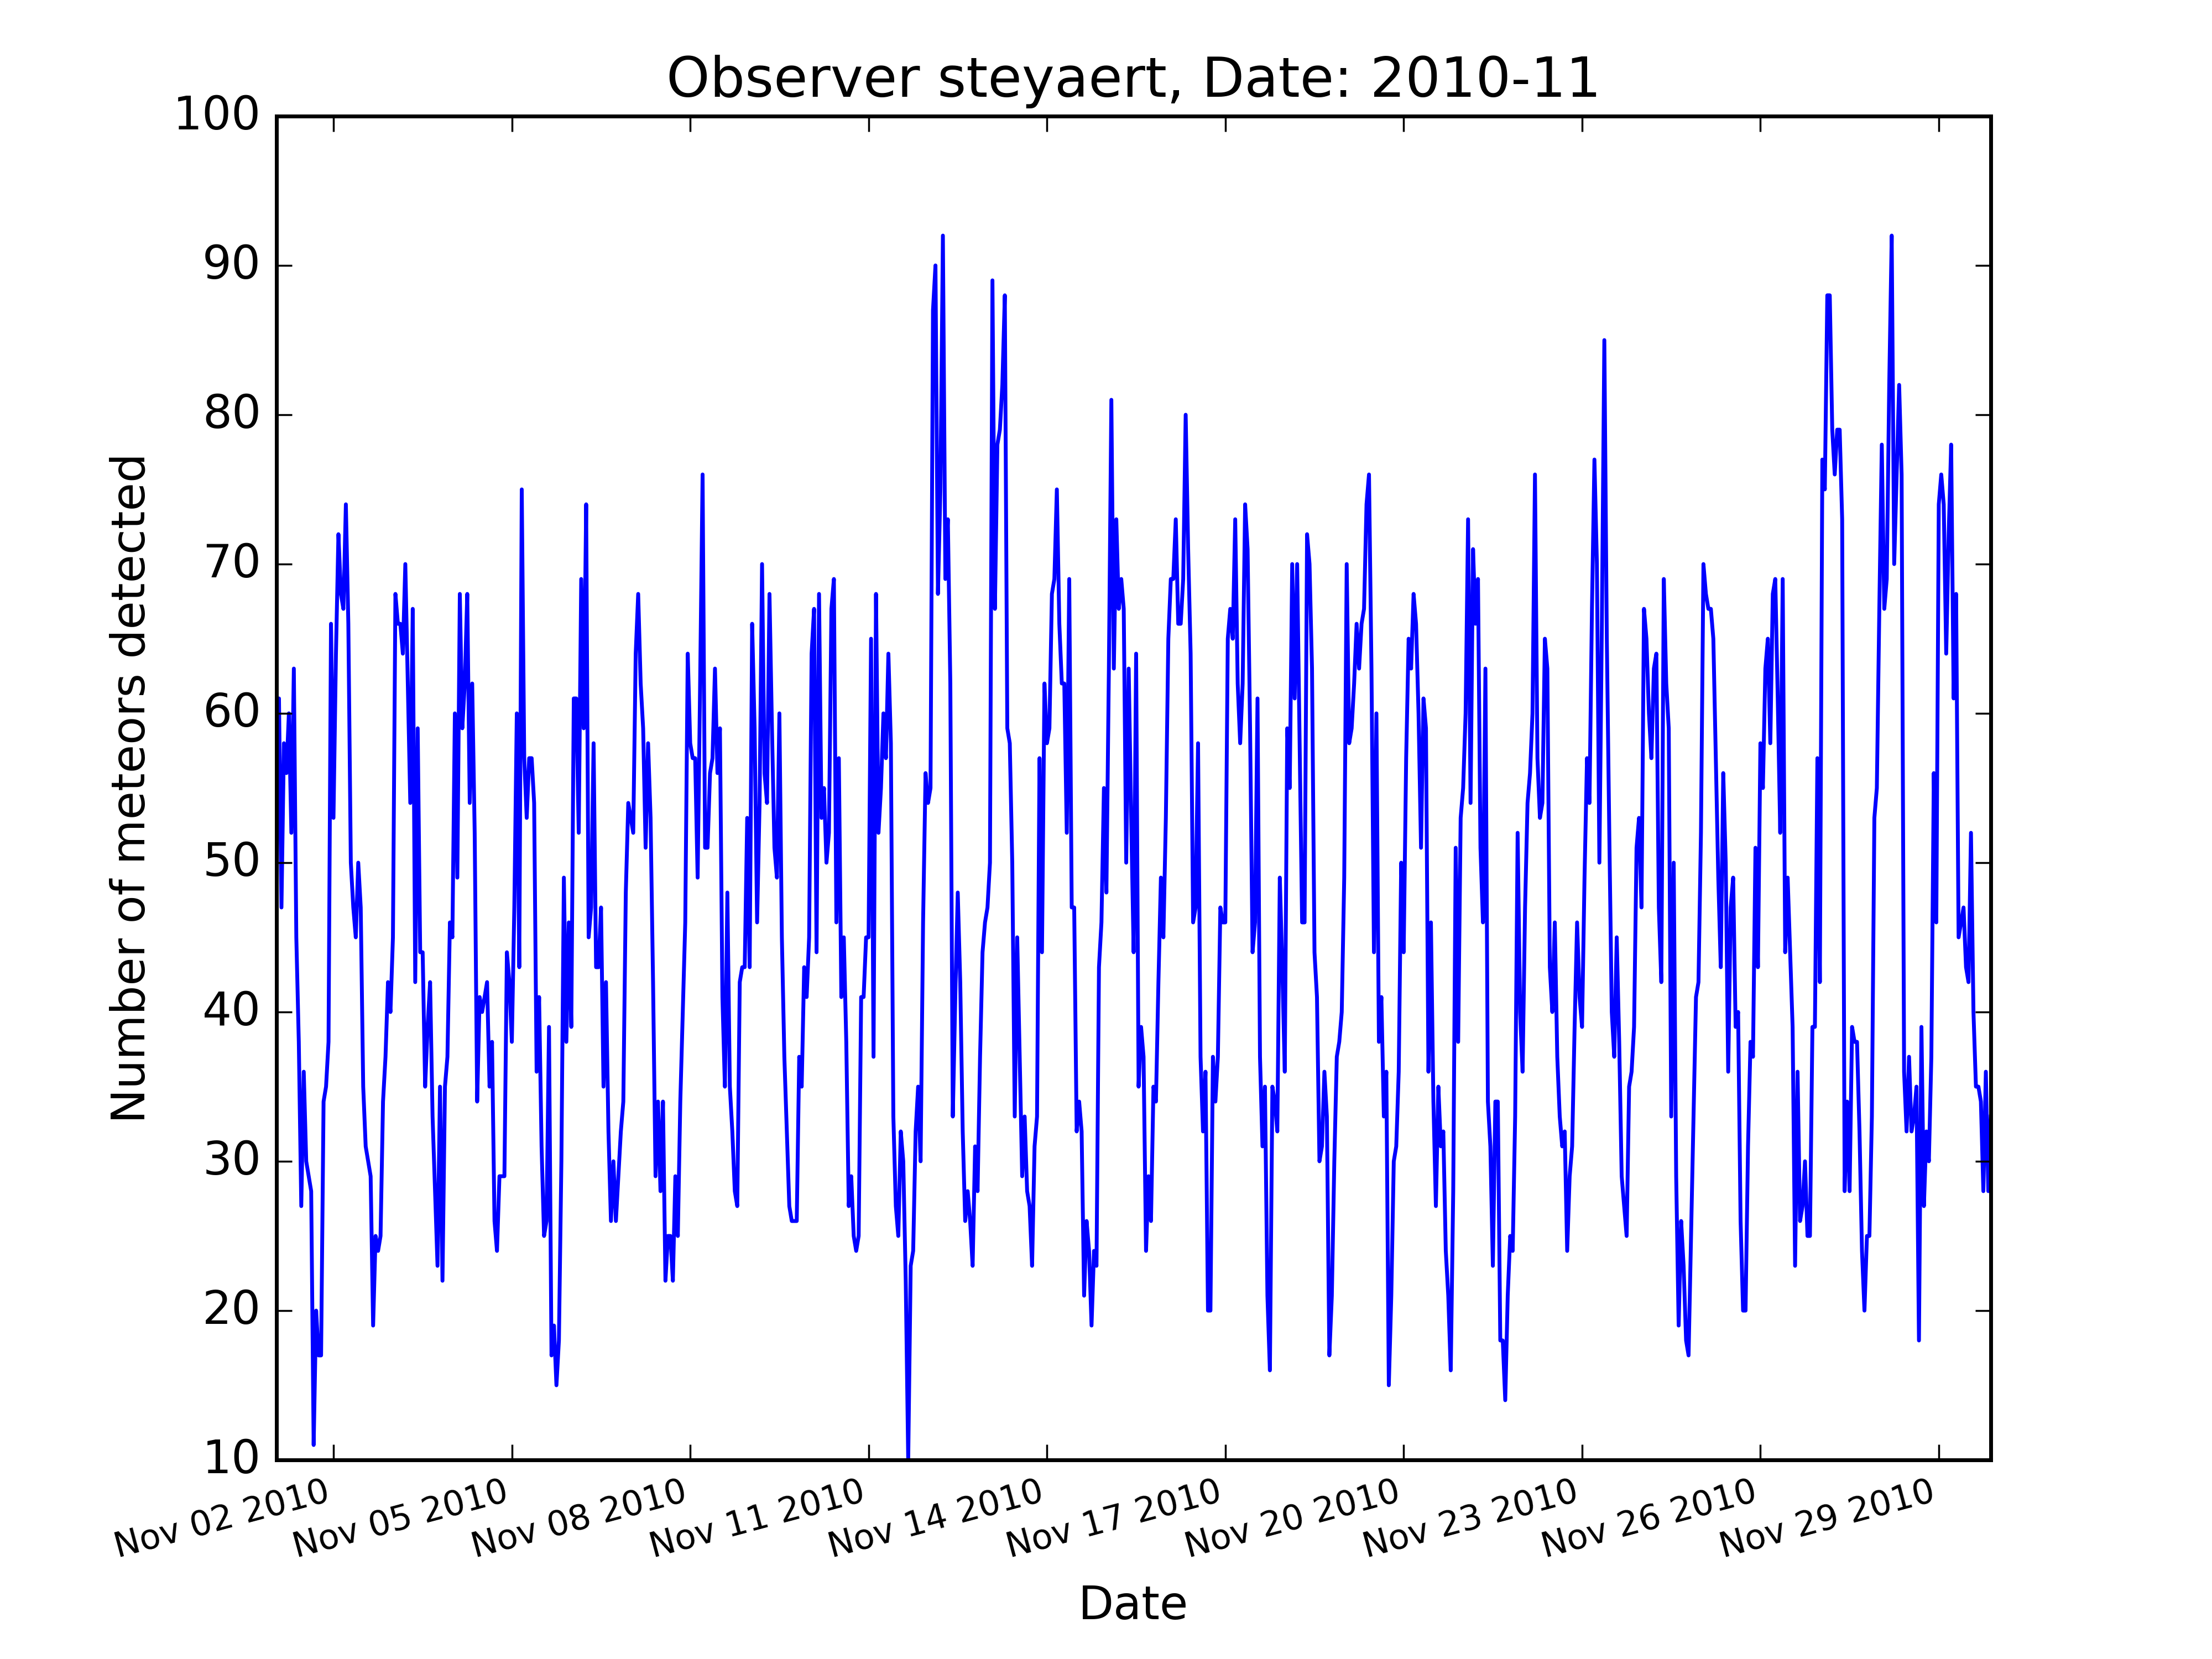 Observer steyaert, Date: 2010-11
100
90
80
70
60
50
40
30
20
10
Number of meteors detected
Nov 02 2010
Nov 05 2010
Nov 08 2010
Nov 11 2010
Nov 14 2010
Nov 17 2010
Nov 20 2010
Nov 23 2010
Nov 26 2010
Nov 29 2010
Date